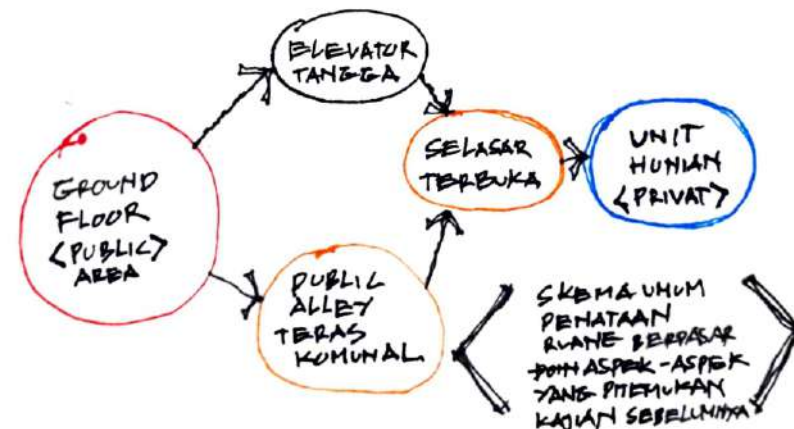 ELEVATOR
TANGGA
GROUND
FLOOR
<PUBLIC>
AREA
SELASAR
TERBUKA
UNIT
HUNIAN
<PRIVAT>
PUBLIC
ALLEY
TERAS
KOMUNAL
SKEMA UMUM
PENATAAN
RUANG BERDASAR
POIN ASPEK-ASPEK
YANG DITEMUKAN
KAJIAN SEBELUMNYA